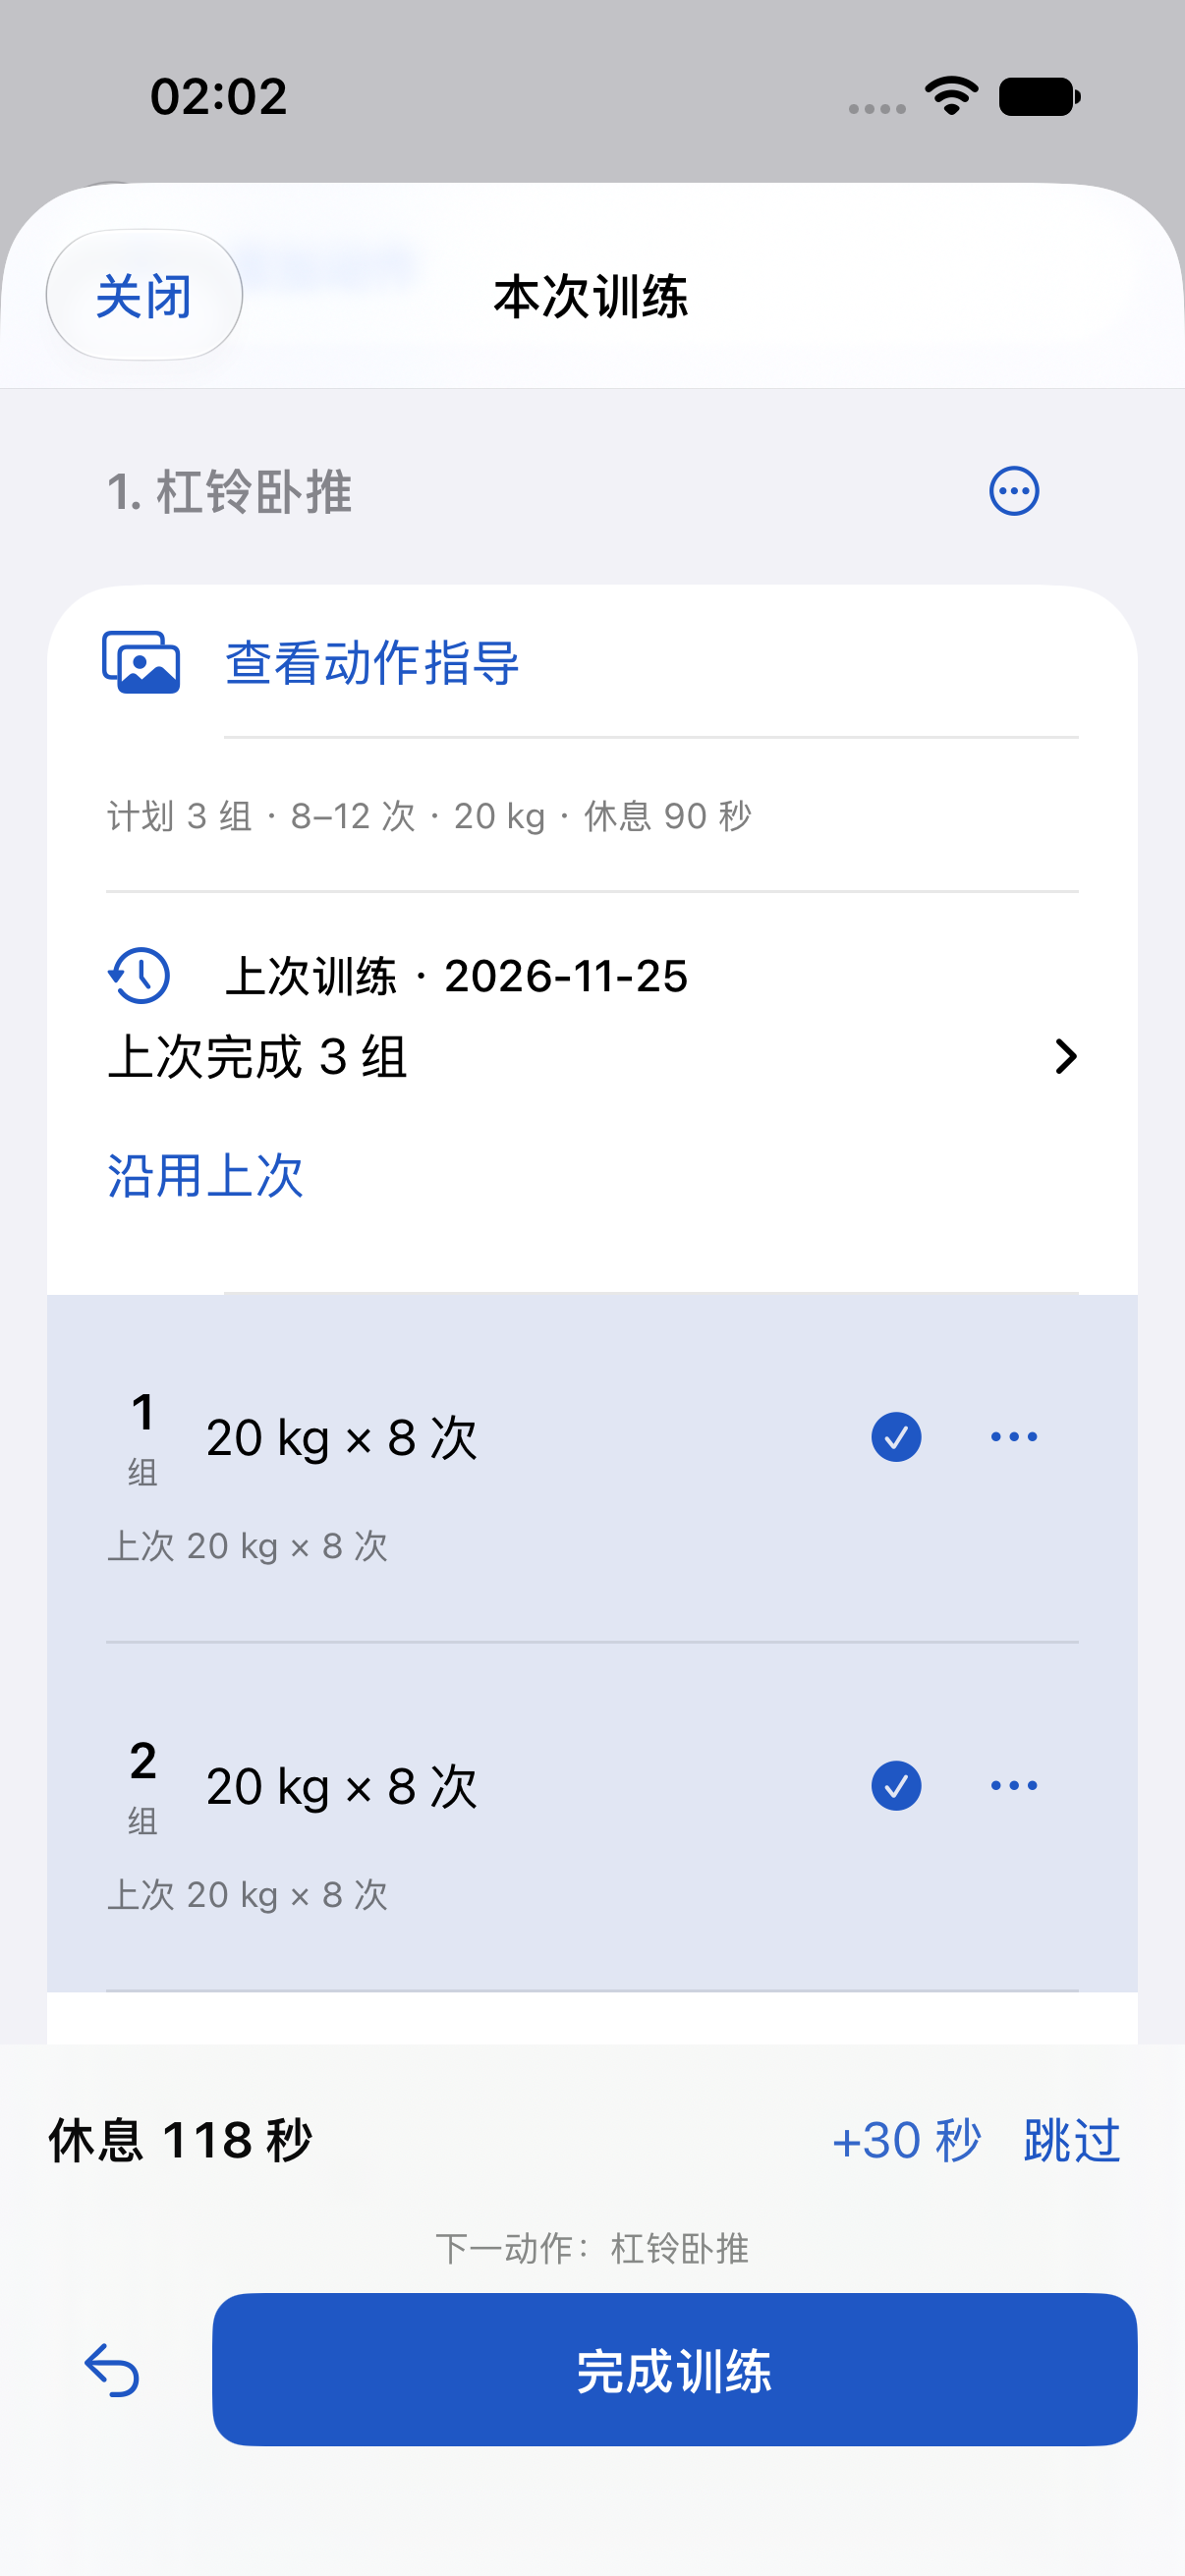 02:02
关闭
本次训练
1. 杠铃卧推
查看动作指导
计划 3 组 · 8–12 次 · 20 kg · 休息 90 秒
上次训练 · 2026-11-25
上次完成 3 组
沿用上次
1
组
20 kg × 8 次
上次 20 kg × 8 次
2
组
20 kg × 8 次
上次 20 kg × 8 次
休息 118 秒
+30 秒
跳过
下一动作：杠铃卧推
完成训练